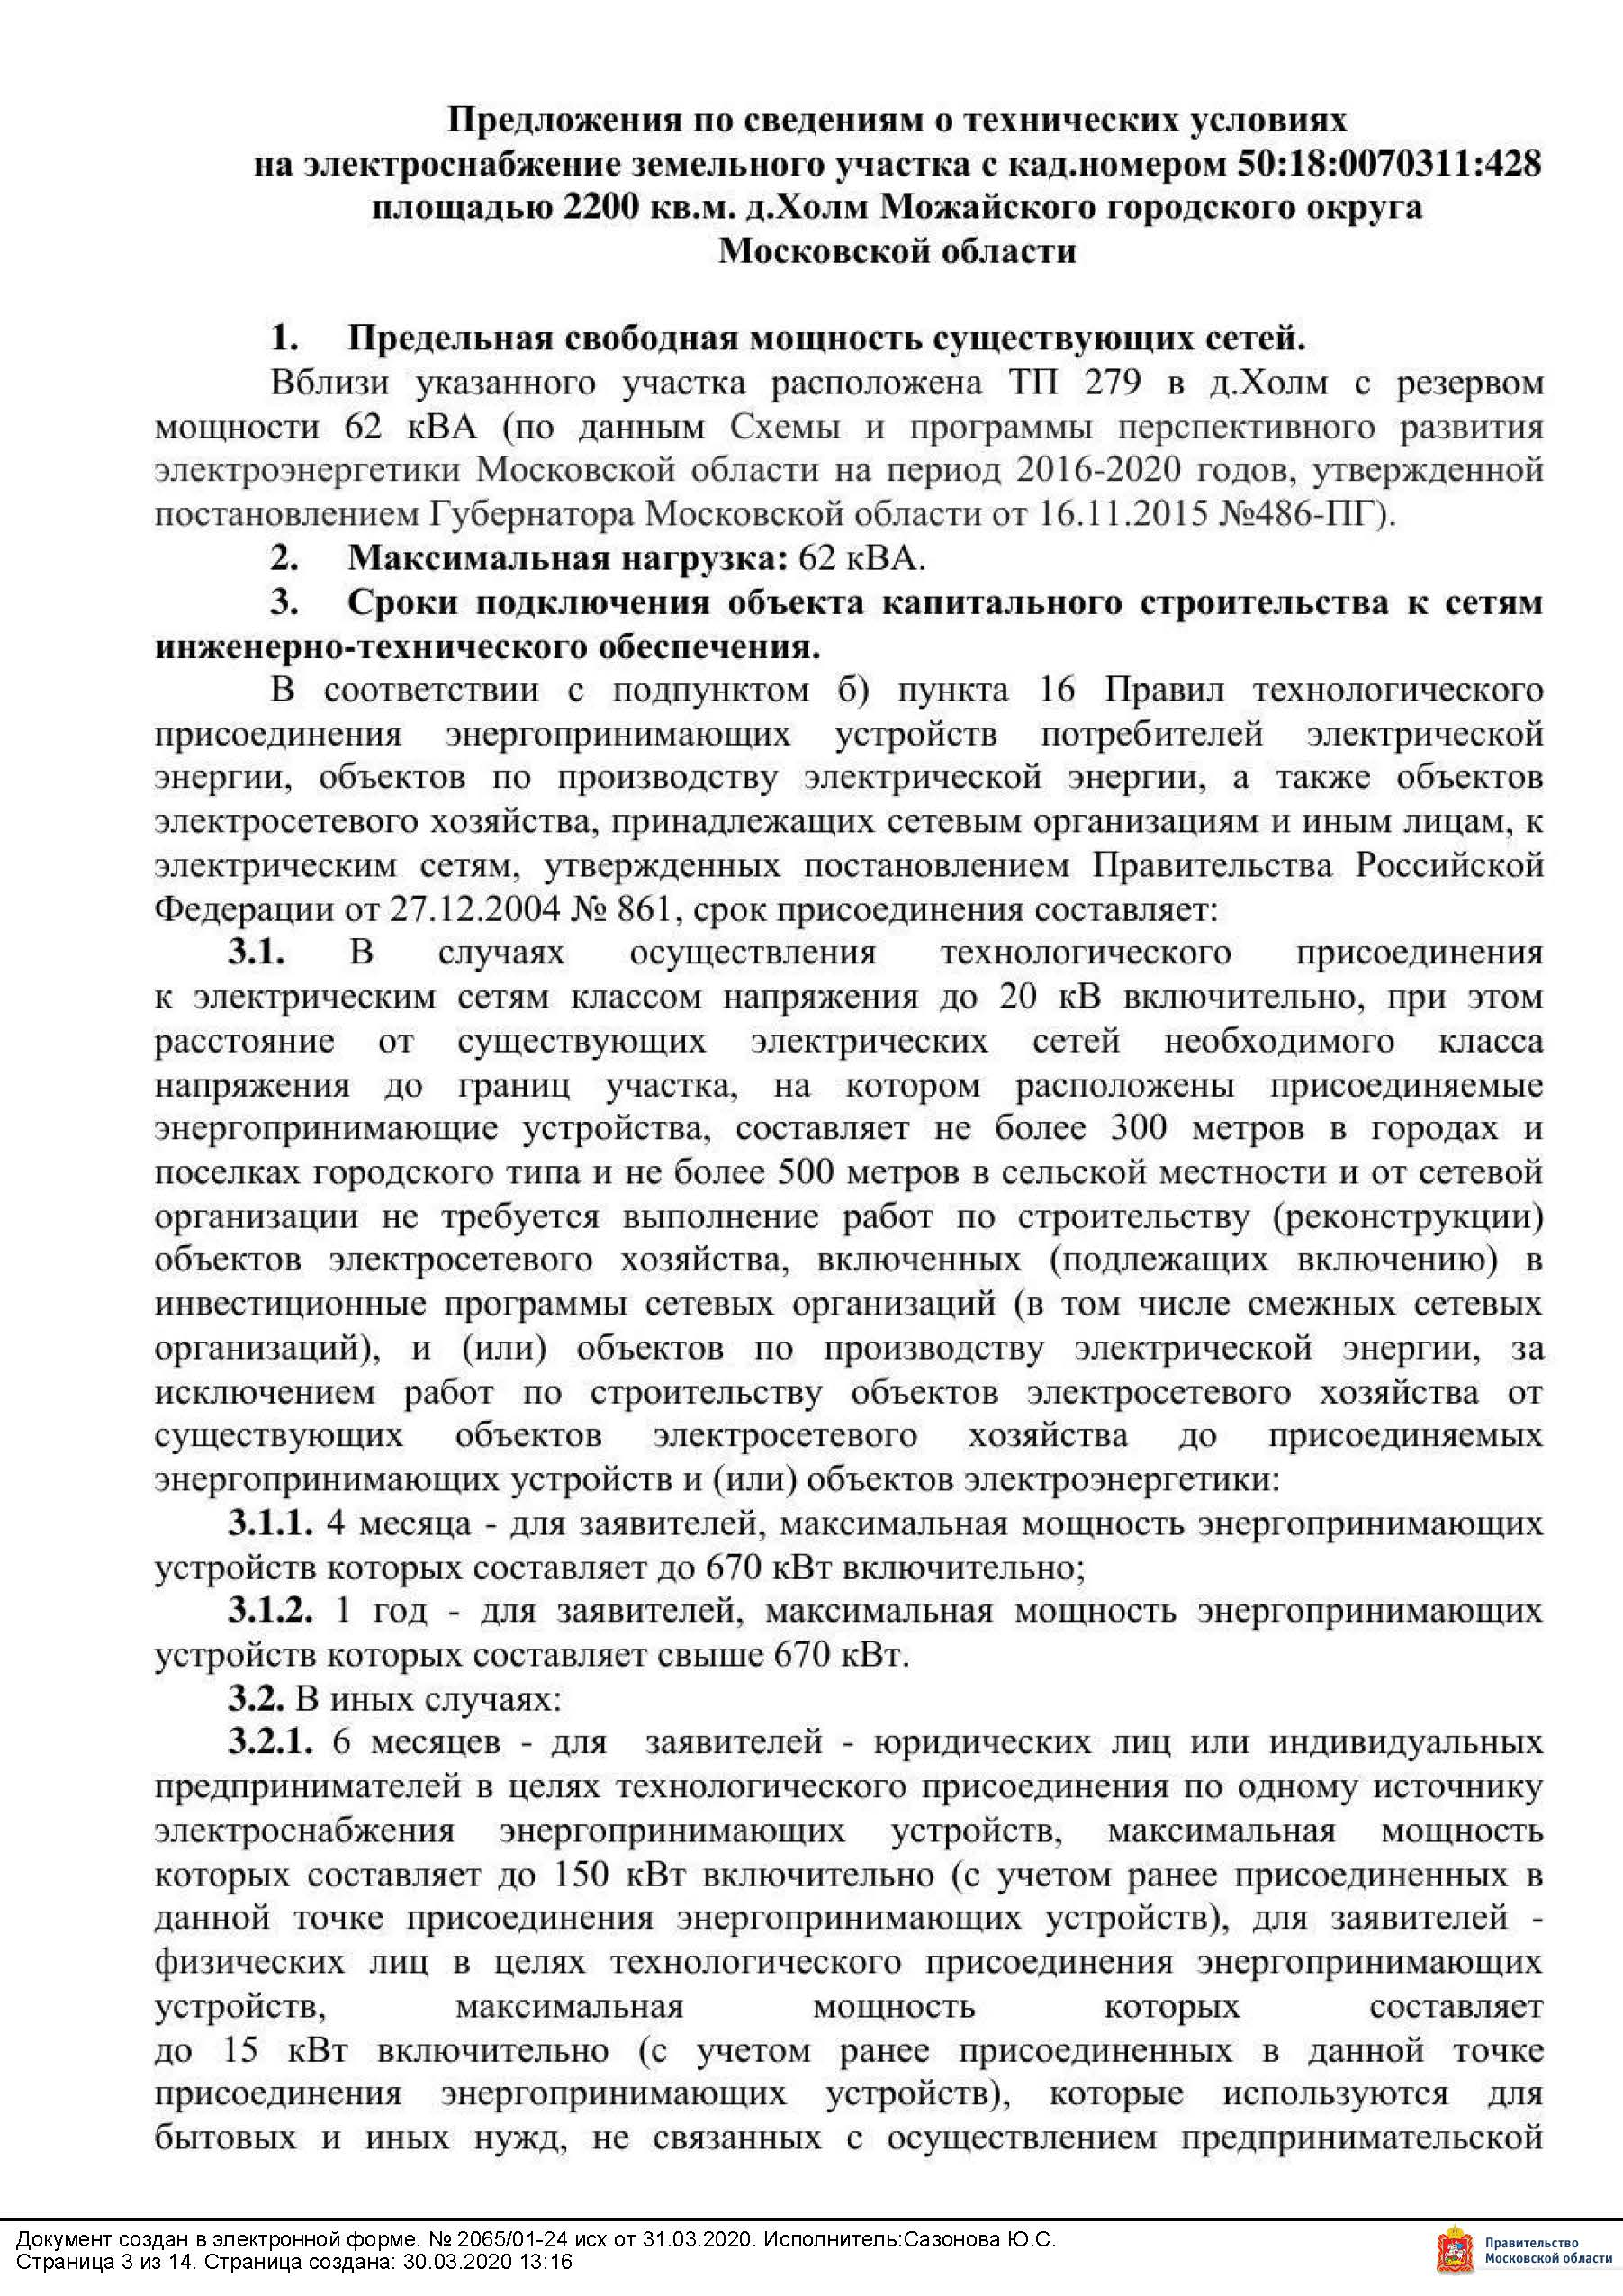 Предложения по сведениям о технических условиях
на электроснабжение земельного участка с кад.номером 50:18:0070311:428
площадью 2200 кв.м. д.Холм Можайского городского округа
Московской области
1. Предельная свободная мощность существующих сетей.
Вблизи указанного участка расположена ТП 279 в д.Холм с резервом
мощности 62 кВА (по данным Схемы и программы перспективного развития
электроэнергетики Московской области на период 2016-2020 годов, утвержденной
постановлением Губернатора Московской области от 16.11.2015 №486-ПГ).
2. Максимальная нагрузка: 62 кВА.
3. Сроки подключения объекта капитального строительства к сетям
инженерно-технического обеспечения.
В соответствии с подпунктом б) пункта 16 Правил технологического
присоединения энергопринимающих устройств потребителей электрической
энергии, объектов по производству электрической энергии, а также объектов
электросетевого хозяйства, принадлежащих сетевым организациям и иным лицам, к
электрическим сетям, утвержденных постановлением Правительства Российской
Федерации от 27.12.2004 № 861, срок присоединения составляет:
3.1. В случаях осуществления технологического присоединения
к электрическим сетям классом напряжения до 20 кВ включительно, при этом
расстояние от существующих электрических сетей необходимого класса
напряжения до границ участка, на котором расположены присоединяемые
энергопринимающие устройства, составляет не более 300 метров в городах и
поселках городского типа и не более 500 метров в сельской местности и от сетевой
организации не требуется выполнение работ по строительству (реконструкции)
объектов электросетевого хозяйства, включенных (подлежащих включению) в
инвестиционные программы сетевых организаций (в том числе смежных сетевых
организаций), и (или) объектов по производству электрической энергии, за
исключением работ по строительству объектов электросетевого хозяйства от
существующих объектов электросетевого хозяйства до присоединяемых
энергопринимающих устройств и (или) объектов электроэнергетики:
3.1.1. 4 месяца - для заявителей, максимальная мощность энергопринимающих
устройств которых составляет до 670 кВт включительно;
3.1.2. 1 год - для заявителей, максимальная мощность энергопринимающих
устройств которых составляет свыше 670 кВт.
3.2. В иных случаях:
3.2.1. 6 месяцев - для заявителей - юридических лиц или индивидуальных
предпринимателей в целях технологического присоединения по одному источнику
электроснабжения энергопринимающих устройств, максимальная мощность
которых составляет до 150 кВт включительно (с учетом ранее присоединенных в
данной точке присоединения энергопринимающих устройств), для заявителей -
физических лиц в целях технологического присоединения энергопринимающих
устройств, максимальная мощность которых составляет
до 15 кВт включительно (с учетом ранее присоединенных в данной точке
присоединения энергопринимающих устройств), которые используются для
бытовых и иных нужд, не связанных с осуществлением предпринимательской
Документ создан в электронной форме. № 2065/01-24 исх от 31.03.2020. Исполнитель:Сазонова Ю.С.
Страница 3 из 14. Страница создана: 30.03.2020 13:16
Правительство
Московской области